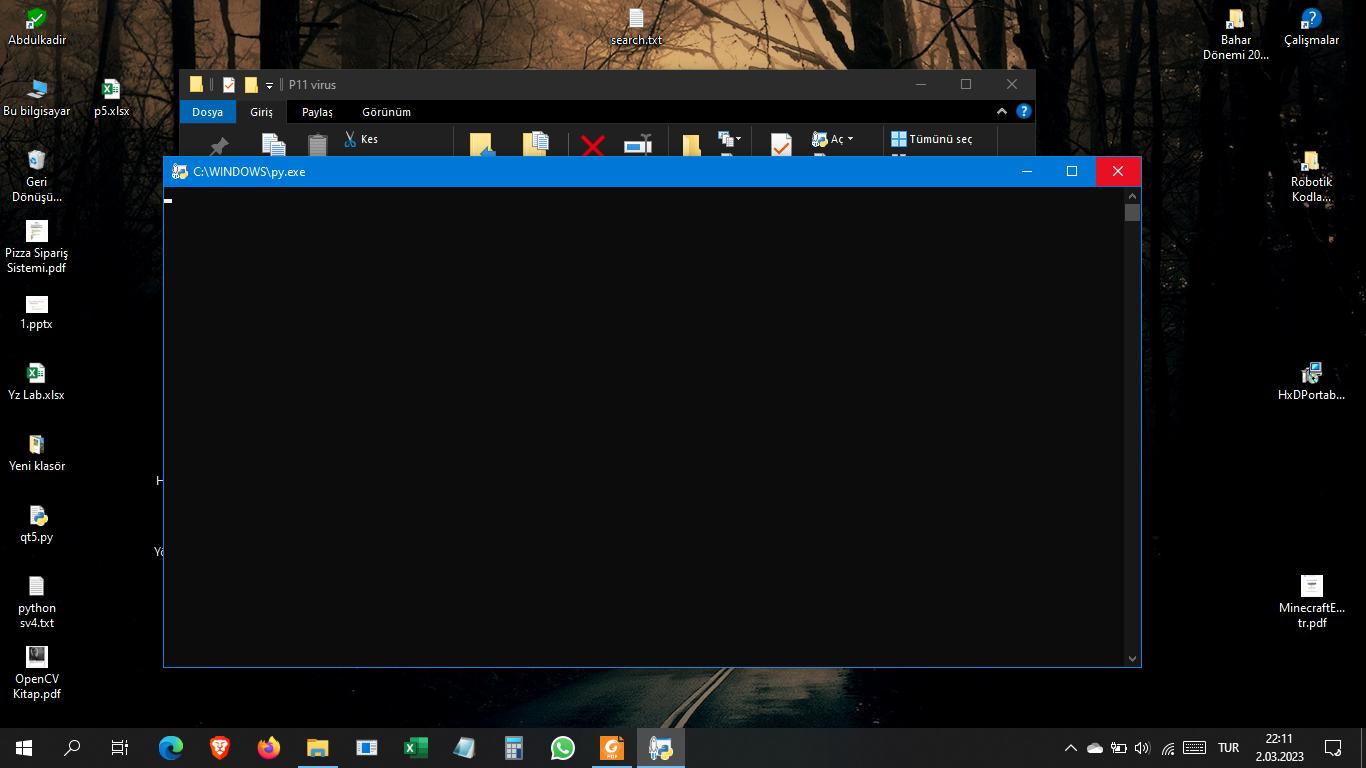 Abdulkadir
search.txt
Bahar
Dönemi 20...
Çalışmalar
Bu bilgisayar
p5.xlsx
P11 virus
Dosya
Giriş
Paylaş
Görünüm
Kes
Aç
Tümünü seç
C:\WINDOWS\py.exe
Geri
Dönüşü...
Robotik
Kodla...
Pizza Sipariş
Sistemi.pdf
1.pptx
Yz Lab.xlsx
HxDPortab...
Yeni klasör
qt5.py
python
sv4.txt
MinecraftE...
tr.pdf
OpenCV
Kitap.pdf
TUR
22:11
2.03.2023